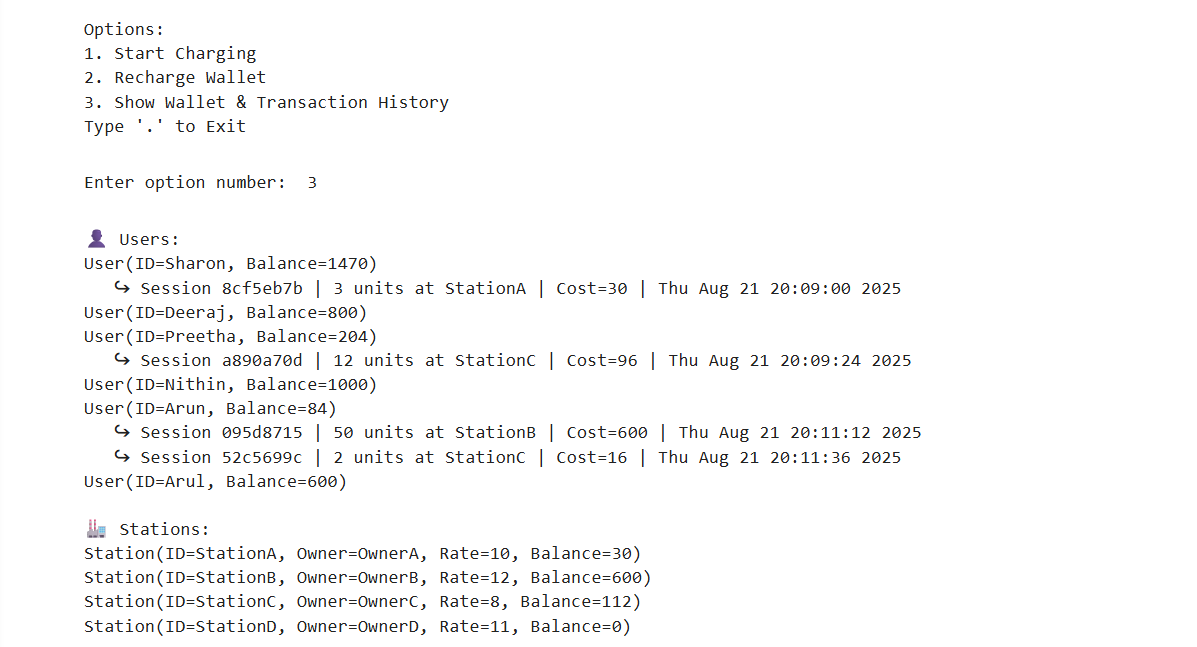 Options:
1. Start Charging
2. Recharge Wallet
3. Show Wallet & Transaction History
Type '.' to Exit
Enter option number:  3
👤 Users:
User(ID=Sharon, Balance=1470)
↪ Session 8cf5eb7b | 3 units at StationA | Cost=30 | Thu Aug 21 20:09:00 2025
User(ID=Deeraj, Balance=800)
User(ID=Preetha, Balance=204)
↪ Session a890a70d | 12 units at StationC | Cost=96 | Thu Aug 21 20:09:24 2025
User(ID=Nithin, Balance=1000)
User(ID=Arun, Balance=84)
↪ Session 095d8715 | 50 units at StationB | Cost=600 | Thu Aug 21 20:11:12 2025
↪ Session 52c5699c | 2 units at StationC | Cost=16 | Thu Aug 21 20:11:36 2025
User(ID=Arul, Balance=600)
🏭 Stations:
Station(ID=StationA, Owner=OwnerA, Rate=10, Balance=30)
Station(ID=StationB, Owner=OwnerB, Rate=12, Balance=600)
Station(ID=StationC, Owner=OwnerC, Rate=8, Balance=112)
Station(ID=StationD, Owner=OwnerD, Rate=11, Balance=0)